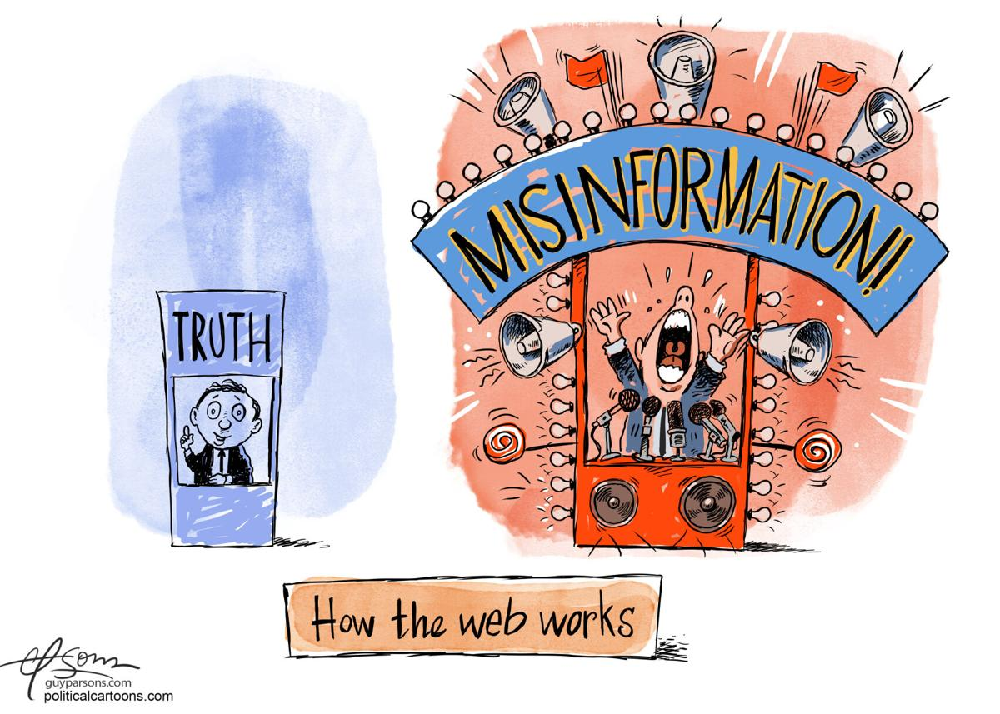 TRUTH
MISINFORMATION!
How the web works
guyparsons.com
politicalcartoons.com